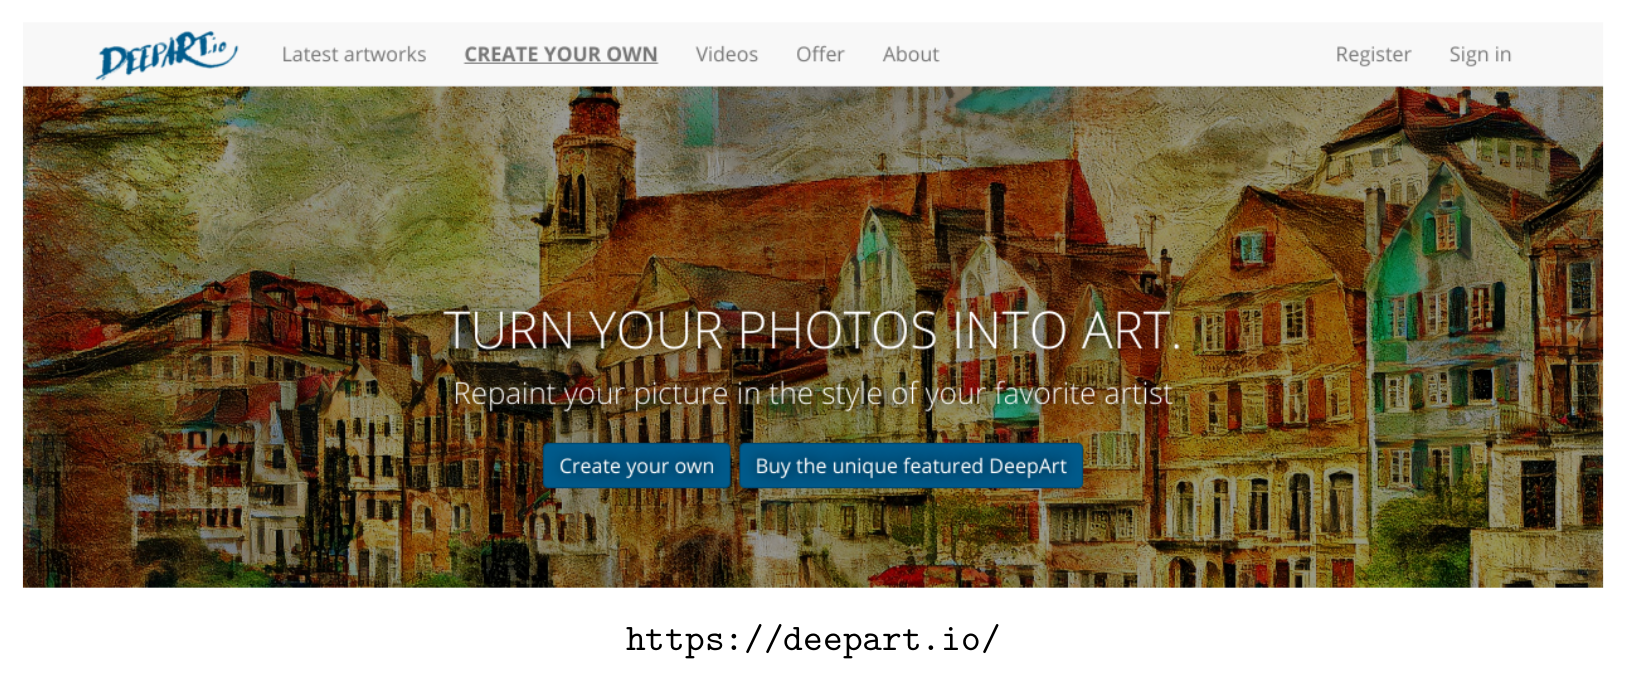 DEEPART.io Latest artworks CREATE YOUR OWN Videos Offer About Register Sign in
TURN YOUR PHOTOS INTO ART.
Repaint your picture in the style of your favorite artist
Create your own Buy the unique featured DeepArt
https://deepart.io/